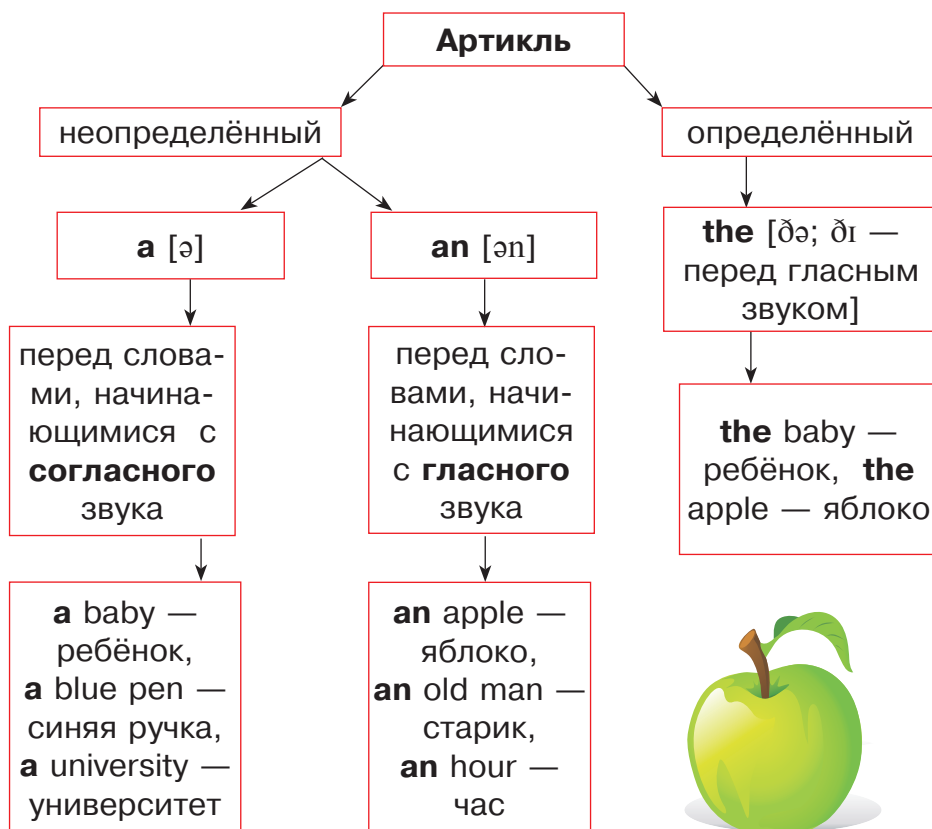 Артикль
неопределённый
определённый
a [ə]
an [ən]
the [ðə; ðɪ —
перед гласным
звуком]
перед слова-
ми, начина-
ющимися с
согласного
звука
перед сло-
вами, начи-
нающимися
с гласного
звука
the baby —
ребёнок, the
apple — яблоко
a baby —
ребёнок,
a blue pen —
синяя ручка,
a university —
университет
an apple —
яблоко,
an old man —
старик,
an hour —
час